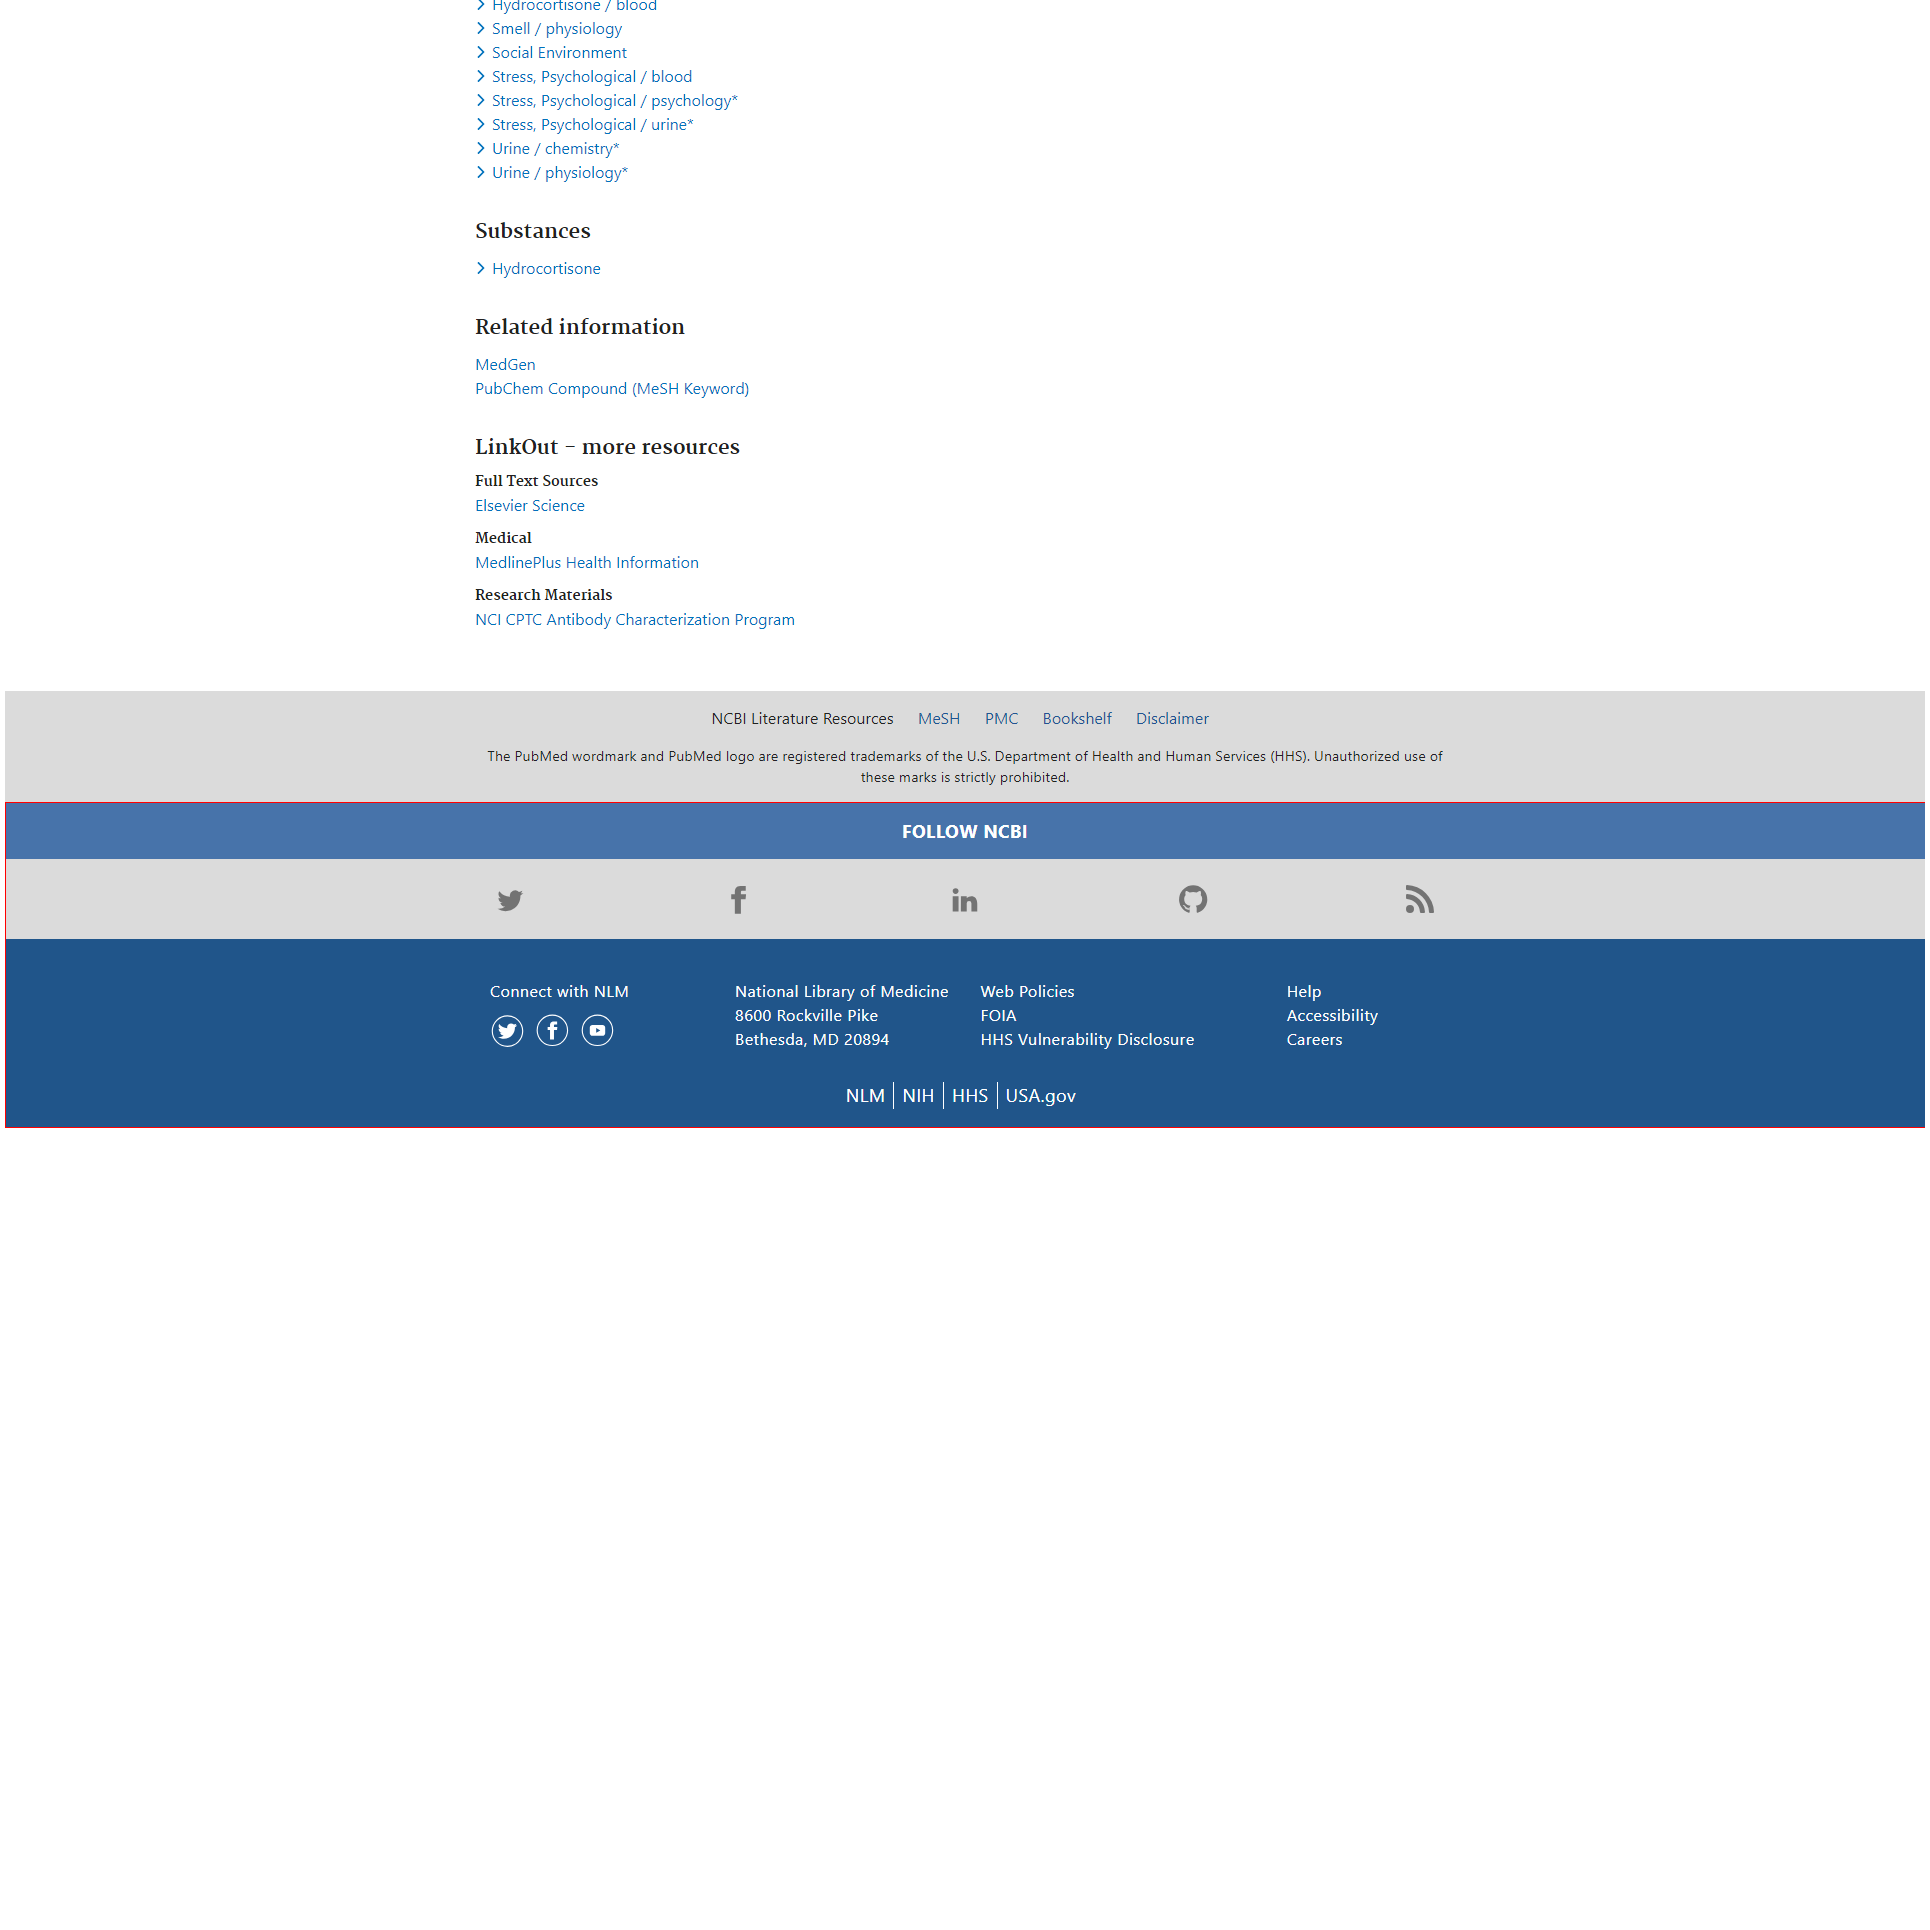 Hydrocortisone / blood
Smell / physiology
Social Environment
Stress, Psychological / blood
Stress, Psychological / psychology*
Stress, Psychological / urine*
Urine / chemistry*
Urine / physiology*
Substances
Hydrocortisone
Related information
MedGen
PubChem Compound (MeSH Keyword)
LinkOut - more resources
Full Text Sources
Elsevier Science
Medical
MedlinePlus Health Information
Research Materials
NCI CPTC Antibody Characterization Program
NCBI Literature Resources MeSH PMC Bookshelf Disclaimer
The PubMed wordmark and PubMed logo are registered trademarks of the U.S. Department of Health and Human Services (HHS). Unauthorized use of
these marks is strictly prohibited.
FOLLOW NCBI
Connect with NLM
National Library of Medicine
8600 Rockville Pike
Bethesda, MD 20894
Web Policies
FOIA
HHS Vulnerability Disclosure
Help
Accessibility
Careers
NLM NIH HHS USA.gov